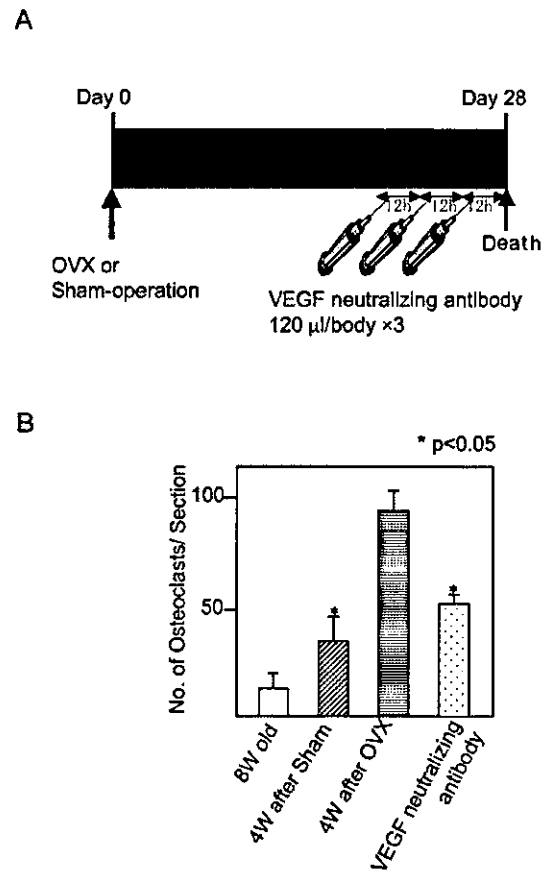 A
Day 0
Day 28
12h
12h
12h
OVX or
Sham-operation
Death
VEGF neutralizing antibody
120 µl/body ×3
B
* p<0.05
No. of Osteoclasts/ Section
100
50
*
*
8W old
4W after Sham
4W after OVX
VEGF neutralizing
antibody